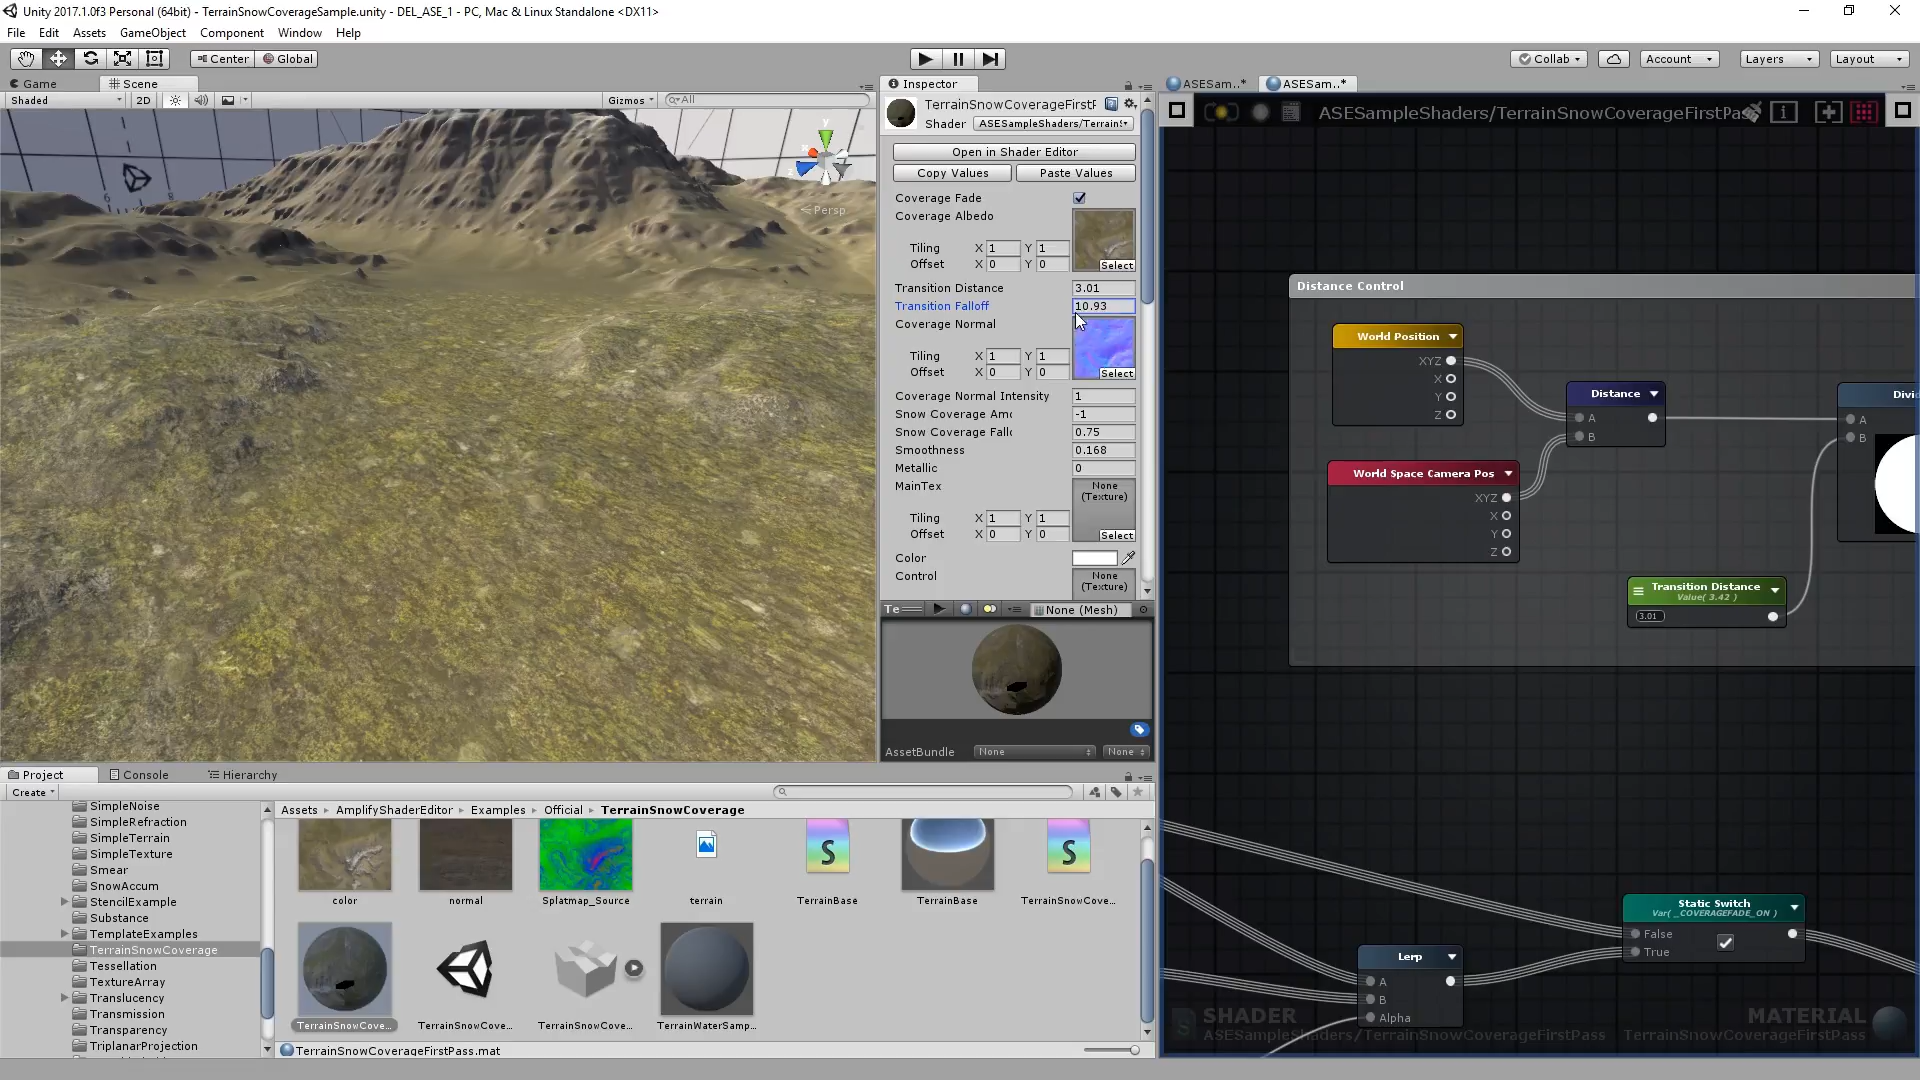 Unity 2017.1.0f3 Personal (64bit) - TerrainSnowCoverageSample.unity - DEL_ASE_1 - PC, Mac & Linux Standalone <DX11>
File Edit Assets GameObject Component Window Help
Center Global
Collab Account Layers Layout
Game Scene
Shaded 2D Gizmos All
y
x
z
Persp
Inspector
TerrainSnowCoverageFirstP
Shader ASESampleShaders/Terrain
Open in Shader Editor
Copy Values Paste Values
Coverage Fade
Coverage Albedo
Tiling X 1 Y 1
Offset X 0 Y 0
Select
Transition Distance 3.01
Transition Falloff 10.93
Coverage Normal
Tiling X 1 Y 1
Offset X 0 Y 0
Select
Coverage Normal Intensity 1
Snow Coverage Am -1
Snow Coverage Fall 0.75
Smoothness 0.168
Metallic 0
MainTex None
(Texture)
Tiling X 1 Y 1
Offset X 0 Y 0
Select
Color
Control None
(Texture)
Te None (Mesh)
AssetBundle None None
ASESam..* ASESam..*
ASESampleShaders/TerrainSnowCoverageFirstPas
Distance Control
World Position
XYZ
X
Y
Z
Distance
A
B
Divi
A
B
World Space Camera Pos
XYZ
X
Y
Z
Transition Distance
Value( 3.42 )
3.01
Static Switch
Var( _COVERAGEFADE_ON )
False
True
Lerp
A
B
Alpha
SHADER
ASESampleShaders/TerrainSnowCoverageFirstPass
MATERIAL
TerrainSnowCoverageFirstPass
Project Console Hierarchy
Create
SimpleNoise
SimpleRefraction
SimpleTerrain
SimpleTexture
Smear
SnowAccum
StencilExample
Substance
TemplateExamples
TerrainSnowCoverage
Tessellation
TextureArray
Translucency
Transmission
Transparency
TriplanarProjection
Assets AmplifyShaderEditor Examples Official TerrainSnowCoverage
color normal Splatmap_Source terrain TerrainBase TerrainBase TerrainSnowCove...
TerrainSnowCove... TerrainSnowCove... TerrainSnowCove... TerrainWaterSamp...
TerrainSnowCoverageFirstPass.mat